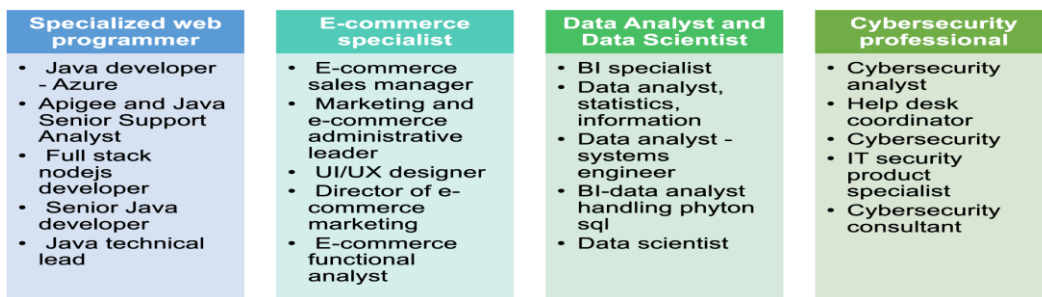 Specialized web
programmer
• Java developer
- Azure
• Apigee and Java
Senior Support
Analyst
• Full stack
nodejs
developer
• Senior Java
developer
• Java technical
lead
E-commerce
specialist
• E-commerce
sales manager
• Marketing and
e-commerce
administrative
leader
• UI/UX designer
• Director of e-
commerce
marketing
• E-commerce
functional
analyst
Data Analyst and
Data Scientist
• BI specialist
• Data analyst,
statistics,
information
• Data analyst -
systems
engineer
• BI-data analyst
handling phyton
sql
• Data scientist
Cybersecurity
professional
• Cybersecurity
analyst
• Help desk
coordinator
• Cybersecurity
• IT security
product
specialist
• Cybersecurity
consultant